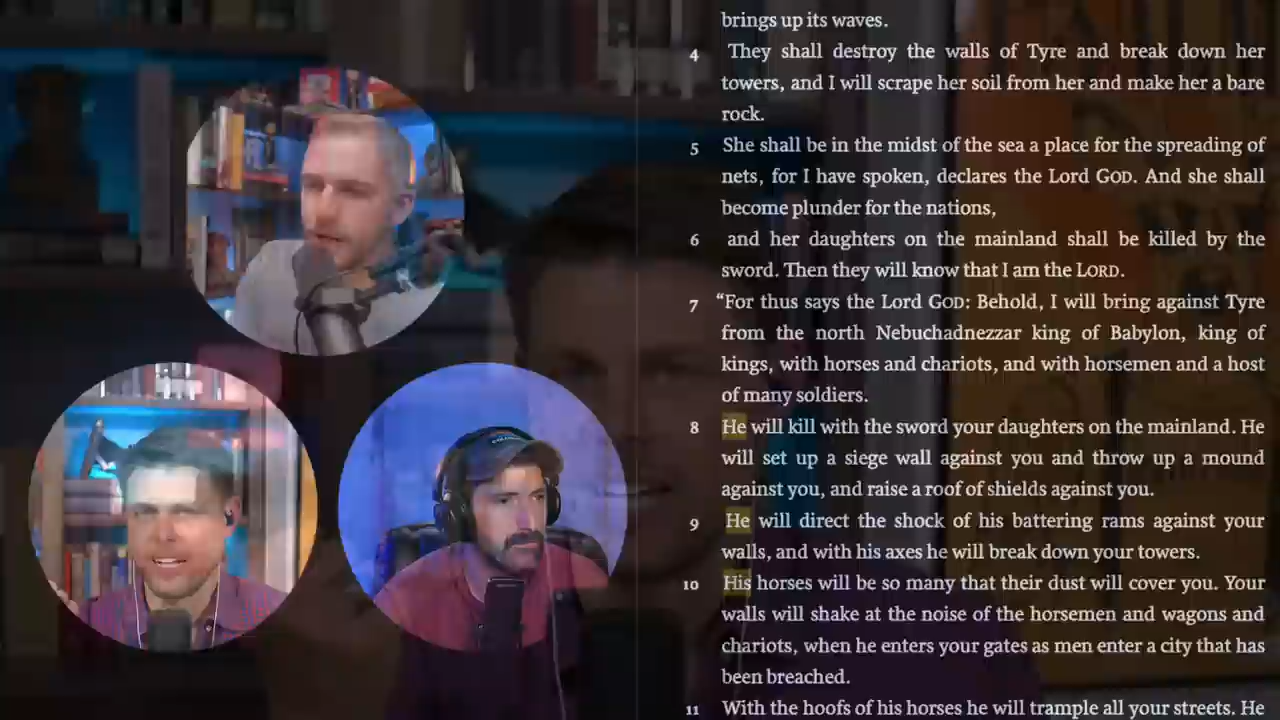 brings up its waves.
4 They shall destroy the walls of Tyre and break down her
towers, and I will scrape her soil from her and make her a bare
rock.
5 She shall be in the midst of the sea a place for the spreading of
nets, for I have spoken, declares the Lord GOD. And she shall
become plunder for the nations,
6 and her daughters on the mainland shall be killed by the
sword. Then they will know that I am the LORD.
7 “For thus says the Lord GOD: Behold, I will bring against Tyre
from the north Nebuchadnezzar king of Babylon, king of
kings, with horses and chariots, and with horsemen and a host
of many soldiers.
8 He will kill with the sword your daughters on the mainland. He
will set up a siege wall against you and throw up a mound
against you, and raise a roof of shields against you.
9 He will direct the shock of his battering rams against your
walls, and with his axes he will break down your towers.
10 His horses will be so many that their dust will cover you. Your
walls will shake at the noise of the horsemen and wagons and
chariots, when he enters your gates as men enter a city that has
been breached.
11 With the hoofs of his horses he will trample all your streets. He